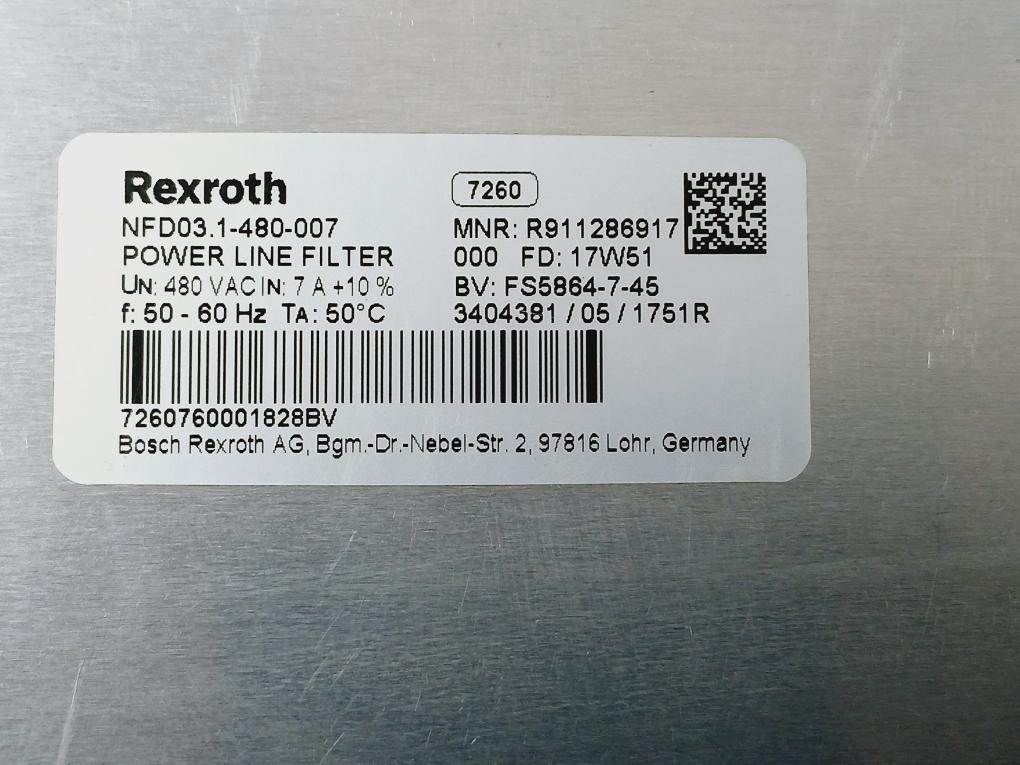 Rexroth
7260
NFD03.1-480-007
MNR: R911286917
POWER LINE FILTER
000 FD: 17W51
UN: 480 VAC IN: 7 A +10 %
BV: FS5864-7-45
f: 50 - 60 Hz TA: 50°C
3404381 / 05 / 1751R
7260760001828BV
Bosch Rexroth AG, Bgm.-Dr.-Nebel-Str. 2, 97816 Lohr, Germany